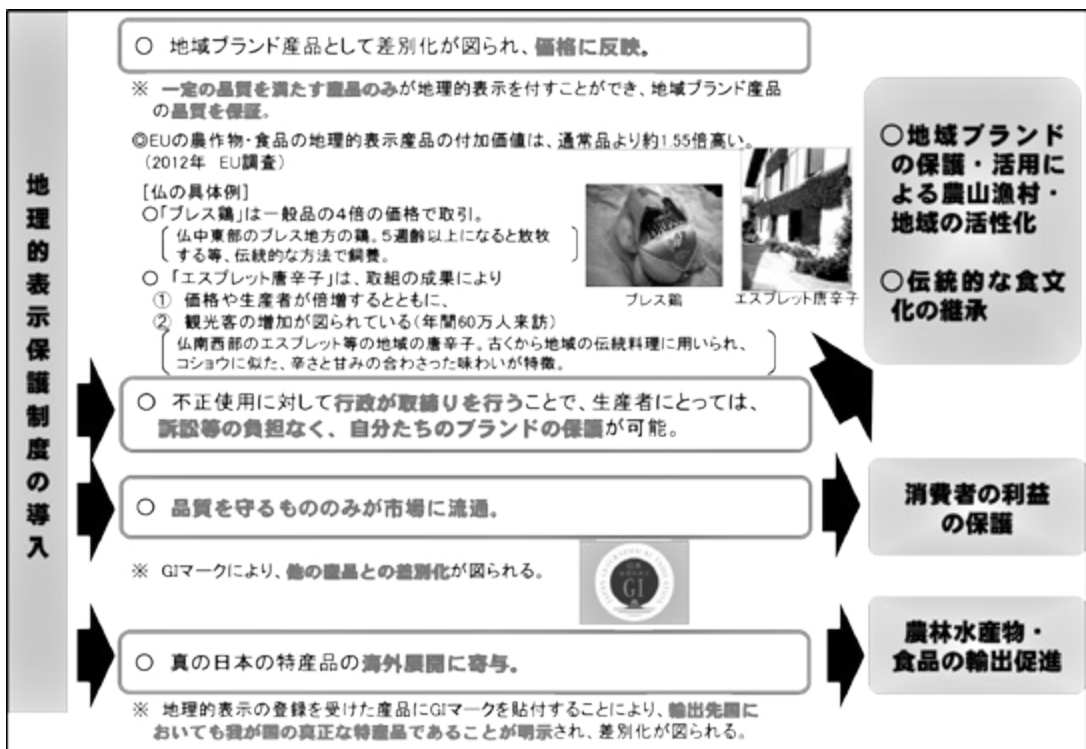 地理的表示保護制度の導入
○ 地域ブランド産品として差別化が図られ、価格に反映。
※ 一定の品質を満たす産品のみが地理的表示を付すことができ、地域ブランド産品
の品質を保証。
◎EUの農作物・食品の地理的表示産品の付加価値は、通常品より約1.55倍高い。
(2012年 EU調査)
[仏の具体例]
○「ブレス鶏」は一般品の4倍の価格で取引。
仏中東部のブレス地方の鶏。5週齢以上になると放牧
する等、伝統的な方法で飼養。
○ 「エスプレット唐辛子」は、取組の成果により
① 価格や生産者が倍増するとともに、
② 観光客の増加が図られている(年間60万人来訪)
仏南西部のエスプレット等の地域の唐辛子。古くから地域の伝統料理に用いられ、
コショウに似た、辛さと甘みの合わさった味わいが特徴。
ブレス鶏
エスプレット唐辛子
○ 不正使用に対して行政が取締りを行うことで、生産者にとっては、
訴訟等の負担なく、自分たちのブランドの保護が可能。
○地域ブランド
の保護・活用に
よる農山漁村・
地域の活性化
○伝統的な食文
化の継承
○ 品質を守るもののみが市場に流通。
※ GIマークにより、他の産品との差別化が図られる。
GI
消費者の利益
の保護
○ 真の日本の特産品の海外展開に寄与。
※ 地理的表示の登録を受けた産品にGIマークを貼付することにより、輸出先国に
おいても我が国の真正な特産品であることが明示され、差別化が図られる。
農林水産物・
食品の輸出促進